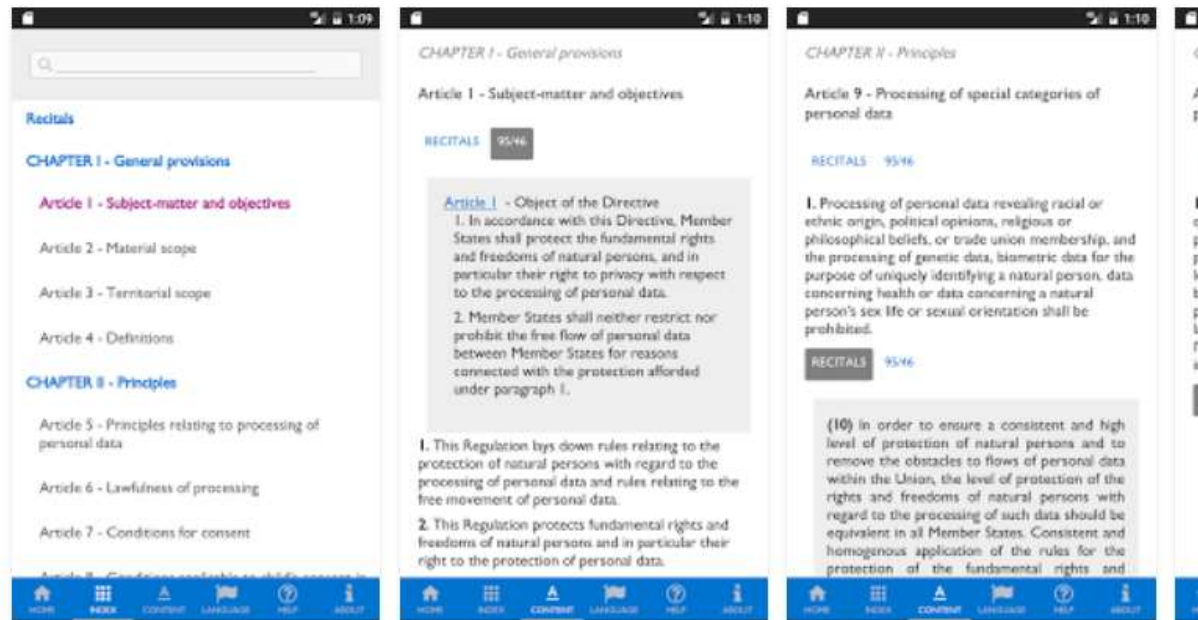 1:09
Recitals
CHAPTER I - General provisions
Article 1 - Subject-matter and objectives
Article 2 - Material scope
Article 3 - Territorial scope
Article 4 - Definitions
CHAPTER II - Principles
Article 5 - Principles relating to processing of
personal data
Article 6 - Lawfulness of processing
Article 7 - Conditions for consent
Article 8 - Conditions applicable to child's consent in
HOME INDEX CONTENT LANGUAGE HELP ABOUT
1:10
CHAPTER I - General provisions
Article 1 - Subject-matter and objectives
RECITALS 95/46
Article 1 - Object of the Directive
1. In accordance with this Directive, Member
States shall protect the fundamental rights
and freedoms of natural persons, and in
particular their right to privacy with respect
to the processing of personal data.
2. Member States shall neither restrict nor
prohibit the free flow of personal data
between Member States for reasons
connected with the protection afforded
under paragraph 1.
1. This Regulation lays down rules relating to the
protection of natural persons with regard to the
processing of personal data and rules relating to the
free movement of personal data.
2. This Regulation protects fundamental rights and
freedoms of natural persons and in particular their
right to the protection of personal data.
HOME INDEX CONTENT LANGUAGE HELP ABOUT
1:10
CHAPTER II - Principles
Article 9 - Processing of special categories of
personal data
RECITALS 95/46
1. Processing of personal data revealing racial or
ethnic origin, political opinions, religious or
philosophical beliefs, or trade union membership, and
the processing of genetic data, biometric data for the
purpose of uniquely identifying a natural person, data
concerning health or data concerning a natural
person's sex life or sexual orientation shall be
prohibited.
RECITALS 95/46
(10) In order to ensure a consistent and high
level of protection of natural persons and to
remove the obstacles to flows of personal data
within the Union, the level of protection of the
rights and freedoms of natural persons with
regard to the processing of such data should be
equivalent in all Member States. Consistent and
homogenous application of the rules for the
protection of the fundamental rights and
HOME INDEX CONTENT LANGUAGE HELP ABOUT